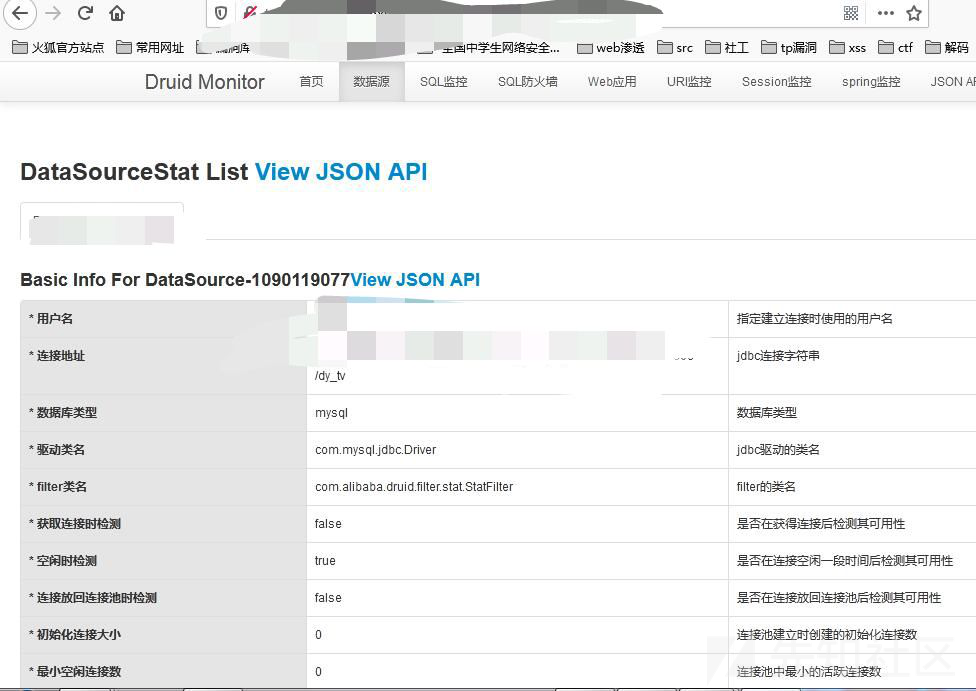 火狐官方站点 常用网址 漏洞库 全国中学生网络安全... web渗透 src 社工 tp漏洞 xss ctf 解码
Druid Monitor 首页 数据源 SQL监控 SQL防火墙 Web应用 URI监控 Session监控 spring监控 JSON AP
DataSourceStat List View JSON API
Basic Info For DataSource-1090119077View JSON API
* 用户名 指定建立连接时使用的用户名
* 连接地址 jdbc连接字符串
/dy_tv
* 数据库类型 mysql 数据库类型
* 驱动类名 com.mysql.jdbc.Driver jdbc驱动的类名
* filter类名 com.alibaba.druid.filter.stat.StatFilter filter的类名
* 获取连接时检测 false 是否在获得连接后检测其可用性
* 空闲时检测 true 是否在连接空闲一段时间后检测其可用性
* 连接放回连接池时检测 false 是否在连接放回连接池后检测其可用性
* 初始化连接大小 0 连接池建立时创建的初始化连接数
* 最小空闲连接数 0 连接池中最小的活跃连接数
先知社区